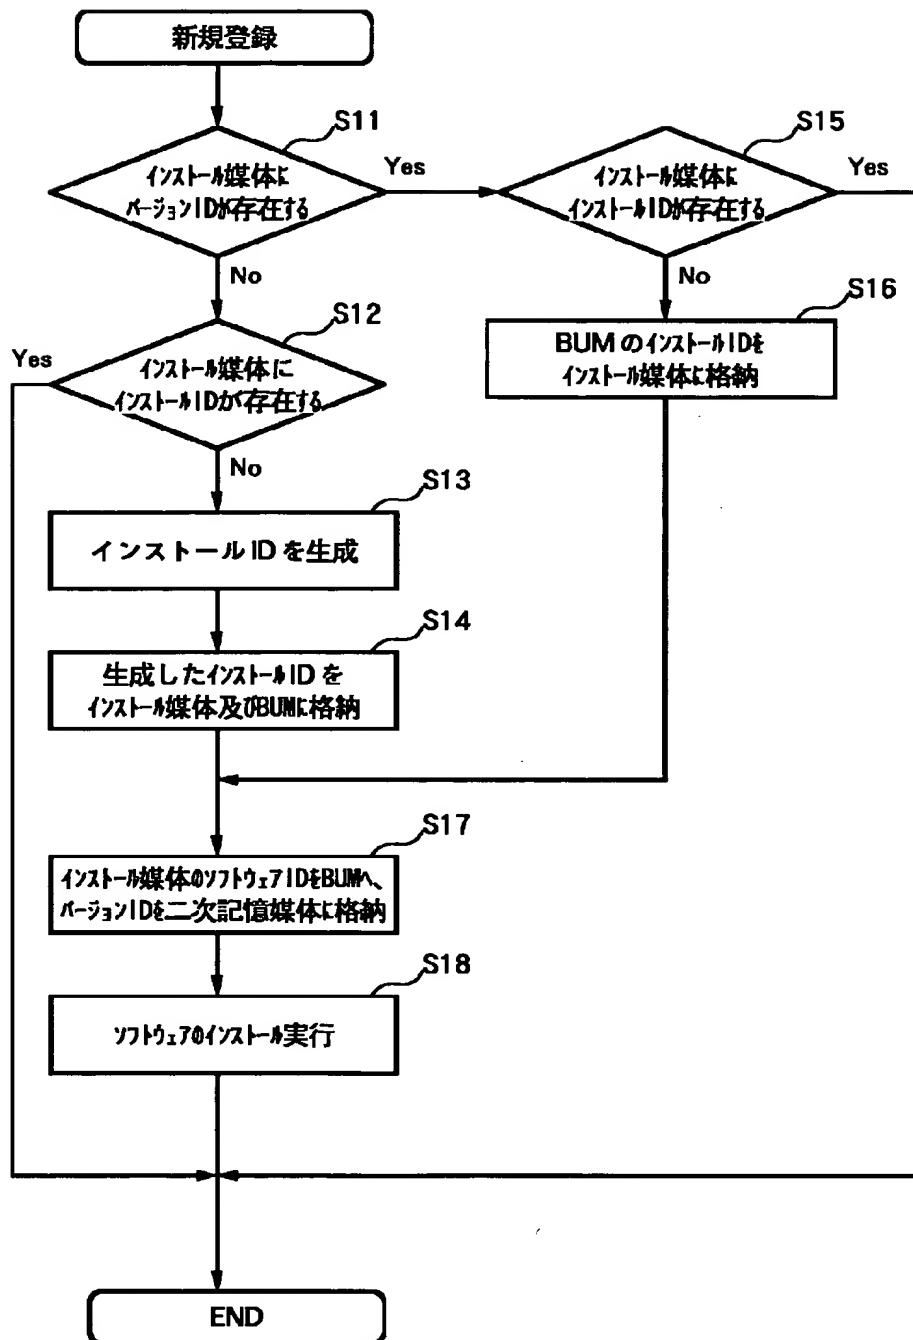 新規登録
S11
インストール媒体に
バージョンIDが存在する
Yes
No
S15
インストール媒体に
インストールIDが存在する
Yes
No
S16
BUMのインストールIDを
インストール媒体に格納
S12
Yes
インストール媒体に
インストールIDが存在する
No
S13
インストールIDを生成
S14
生成したインストールIDを
インストール媒体及びBUMに格納
S17
インストール媒体のソフトウェアIDをBUMへ、
バージョンIDを二次記憶媒体に格納
S18
ソフトウェアのインストール実行
END